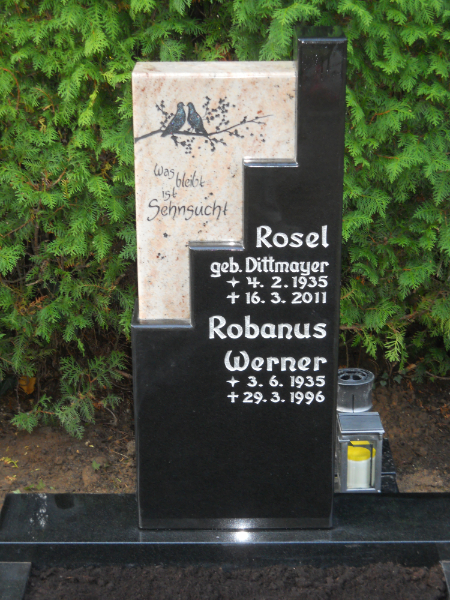 Was
bleibt
ist
Sehnsucht
Rosel
geb. Dittmayer
✦ 4. 2. 1935
✝ 16. 3. 2011
Robanus
Werner
✦ 3. 6. 1935
✝ 29. 3. 1996